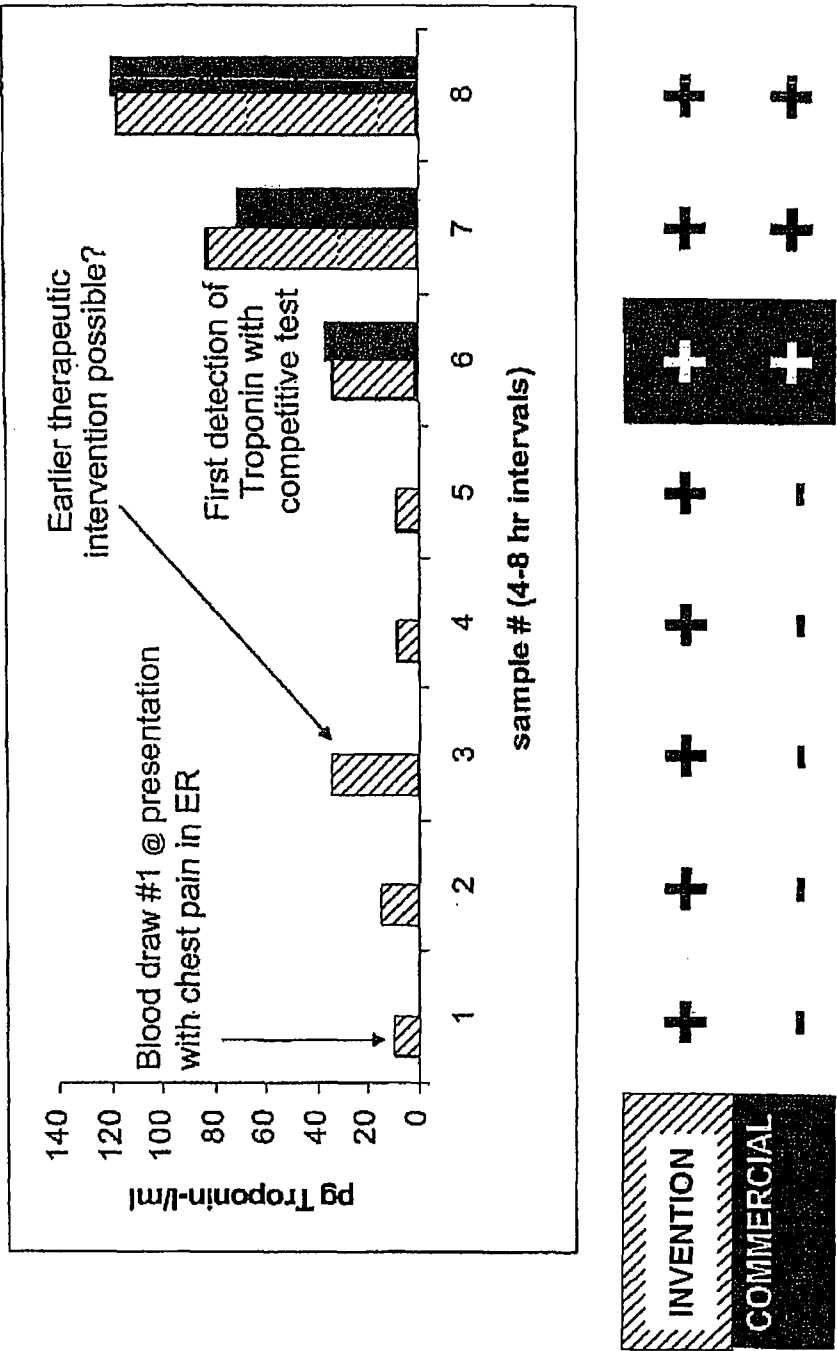 Earlier therapeutic
intervention possible?
Blood draw #1 @ presentation
with chest pain in ER
First detection of
Troponin with
competitive test
pg Troponin-I/ml
140
120
100
80
60
40
20
0
1 2 3 4 5 6 7 8
sample # (4-8 hr intervals)
INVENTION + + + + + + + +
COMMERCIAL - - - - - + + +